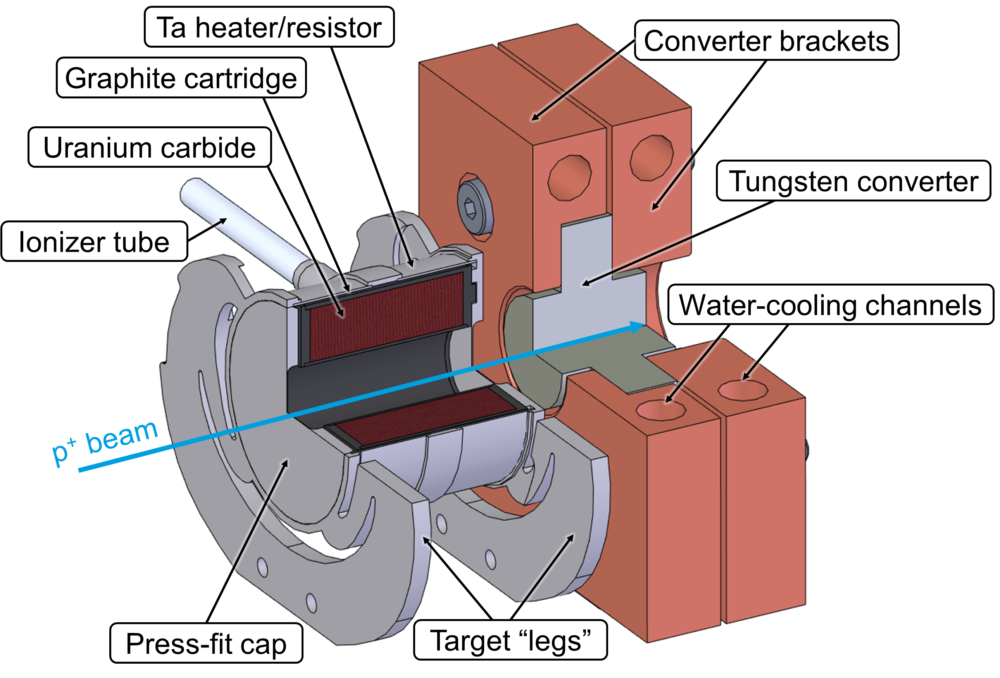 Ta heater/resistor
Converter brackets
Graphite cartridge
Uranium carbide
Tungsten converter
Ionizer tube
Water-cooling channels
p⁺ beam
Press-fit cap
Target “legs”